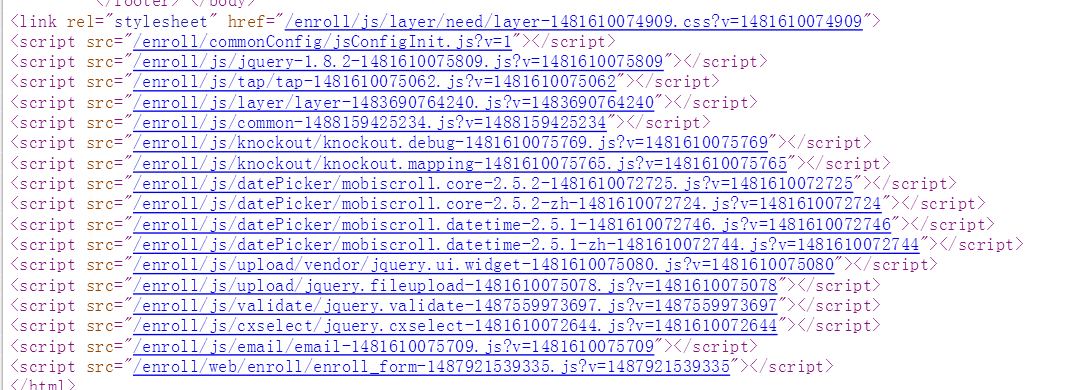 </footer> </body>
<link rel="stylesheet" href="/enroll/js/layer/need/layer-1481610074909.css?v=1481610074909">
<script src="/enroll/commonConfig/jsConfigInit.js?v=1"></script>
<script src="/enroll/js/jquery-1.8.2-1481610075809.js?v=1481610075809"></script>
<script src="/enroll/js/tap/tap-1481610075062.js?v=1481610075062"></script>
<script src="/enroll/js/layer/layer-1483690764240.js?v=1483690764240"></script>
<script src="/enroll/js/common-1488159425234.js?v=1488159425234"></script>
<script src="/enroll/js/knockout/knockout.debug-1481610075769.js?v=1481610075769"></script>
<script src="/enroll/js/knockout/knockout.mapping-1481610075765.js?v=1481610075765"></script>
<script src="/enroll/js/datePicker/mobiscroll.core-2.5.2-1481610072725.js?v=1481610072725"></script>
<script src="/enroll/js/datePicker/mobiscroll.core-2.5.2-zh-1481610072724.js?v=1481610072724"></script>
<script src="/enroll/js/datePicker/mobiscroll.datetime-2.5.1-1481610072746.js?v=1481610072746"></script>
<script src="/enroll/js/datePicker/mobiscroll.datetime-2.5.1-zh-1481610072744.js?v=1481610072744"></script>
<script src="/enroll/js/upload/vendor/jquery.ui.widget-1481610075080.js?v=1481610075080"></script>
<script src="/enroll/js/upload/jquery.fileupload-1481610075078.js?v=1481610075078"></script>
<script src="/enroll/js/validate/jquery.validate-1487559973697.js?v=1487559973697"></script>
<script src="/enroll/js/cxselect/jquery.cxselect-1481610072644.js?v=1481610072644"></script>
<script src="/enroll/js/email/email-1481610075709.js?v=1481610075709"></script>
<script src="/enroll/web/enroll/enroll_form-1487921539335.js?v=1487921539335"></script>
</html>